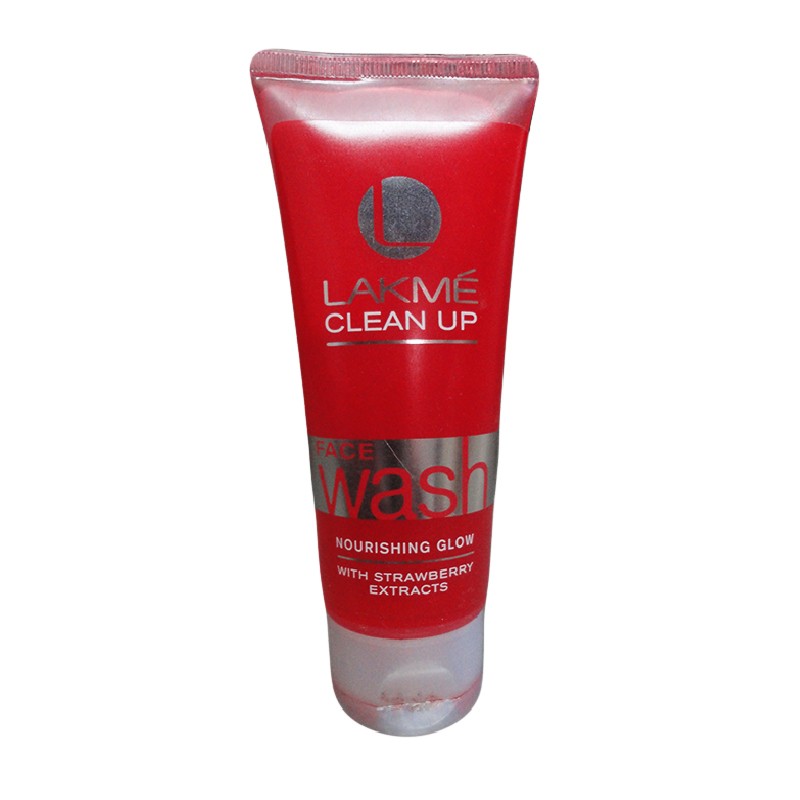 LAKMÉ
CLEAN UP
FACE
wash
NOURISHING GLOW
WITH STRAWBERRY
EXTRACTS